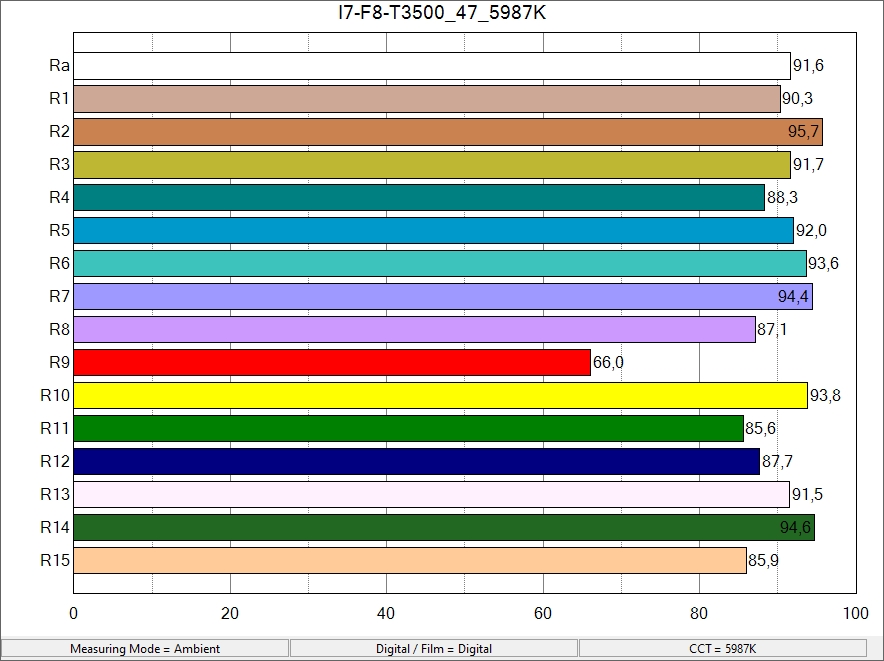 I7-F8-T3500_47_5987K
Ra 91,6
R1 90,3
R2 95,7
R3 91,7
R4 88,3
R5 92,0
R6 93,6
R7 94,4
R8 87,1
R9 66,0
R10 93,8
R11 85,6
R12 87,7
R13 91,5
R14 94,6
R15 85,9
0 20 40 60 80 100
Measuring Mode = Ambient Digital / Film = Digital CCT = 5987K